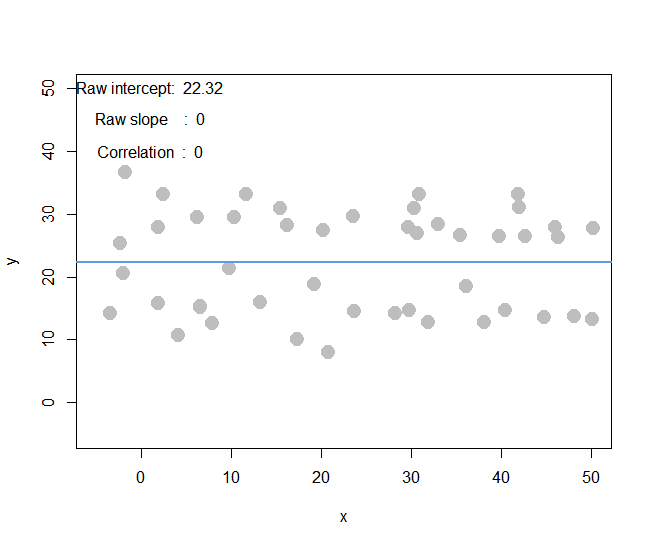 Raw intercept:  22.32
Raw slope    :  0
Correlation  :  0
50
40
30
20
10
0
y
0 10 20 30 40 50
x